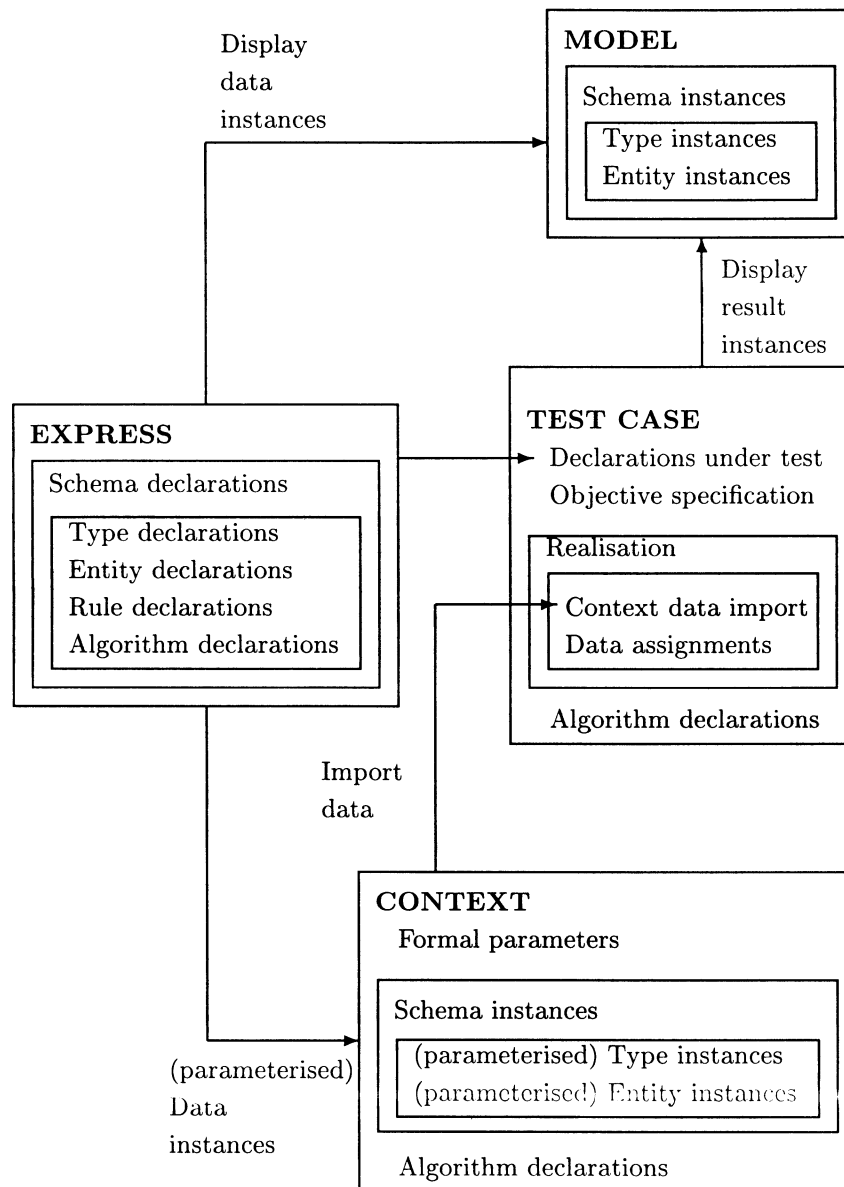 Display
data
instances
MODEL
Schema instances
Type instances
Entity instances
Display
result
instances
EXPRESS
Schema declarations
Type declarations
Entity declarations
Rule declarations
Algorithm declarations
TEST CASE
Declarations under test
Objective specification
Realisation
Context data import
Data assignments
Algorithm declarations
Import
data
CONTEXT
Formal parameters
Schema instances
(parameterised) Type instances
(parameterised) Entity instances
Algorithm declarations
(parameterised)
Data
instances